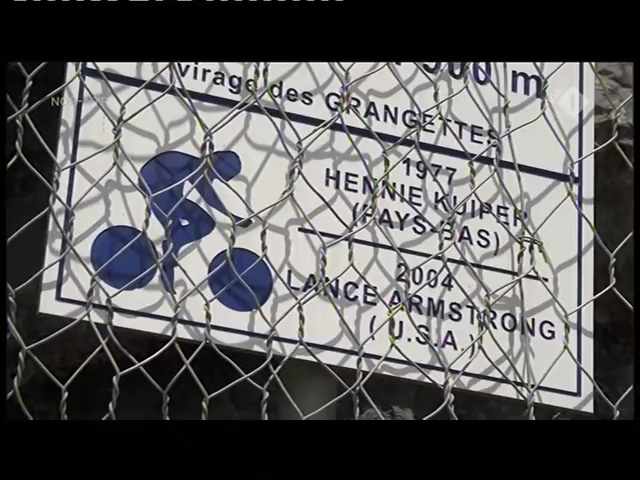 virage des GRANGETTES
1977
HENNIE KUIPER
(PAYS-BAS)
2004
LANCE ARMSTRONG
( U.S.A.)